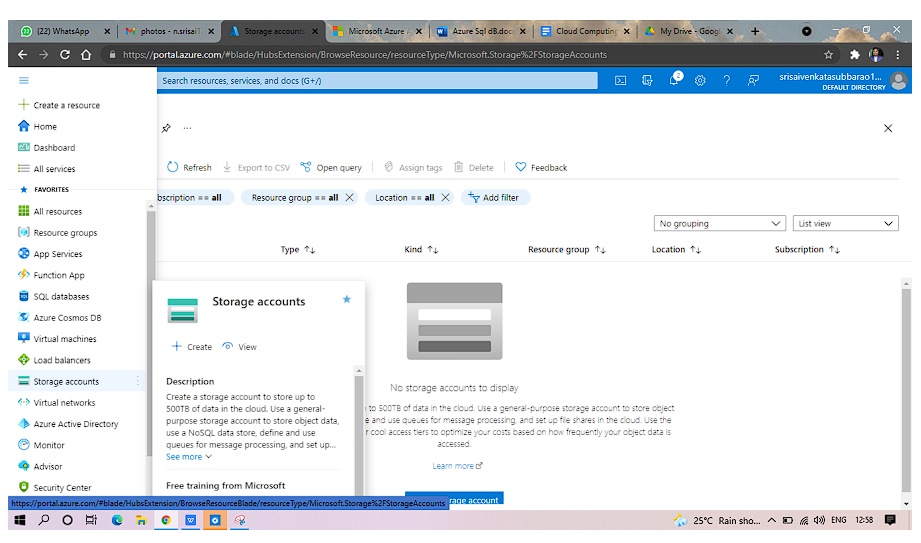 (22) WhatsApp
photos - n.srisai1
Storage accounts
Microsoft Azure
Azure Sql dB.doc
Cloud Computing
My Drive - Googl
https://portal.azure.com/#blade/HubsExtension/BrowseResource/resourceType/Microsoft.Storage%2FStorageAccounts
Search resources, services, and docs (G+/)
2
srisaivenkatasubbarao1...
DEFAULT DIRECTORY
Create a resource
Home
Dashboard
All services
FAVORITES
All resources
Resource groups
App Services
Function App
SQL databases
Azure Cosmos DB
Virtual machines
Load balancers
Storage accounts
Virtual networks
Azure Active Directory
Monitor
Advisor
Security Center
Refresh
Export to CSV
Open query
Assign tags
Delete
Feedback
bscription == all
Resource group == all
Location == all
Add filter
No grouping
List view
Type
Kind
Resource group
Location
Subscription
Storage accounts
Create
View
Description
Create a storage account to store up to
500TB of data in the cloud. Use a general-
purpose storage account to store object data,
use a NoSQL data store, define and use
queues for message processing, and set up...
See more
Free training from Microsoft
No storage accounts to display
to 500TB of data in the cloud. Use a general-purpose storage account to store object
e and use queues for message processing, and set up file shares in the cloud. Use the
r cool access tiers to optimize your costs based on how frequently your object data is
accessed.
Learn more
rage account
https://portal.azure.com/#blade/HubsExtension/BrowseResourceBlade/resourceType/Microsoft.Storage%2FStorageAccounts
25°C Rain sho...
ENG
12:58